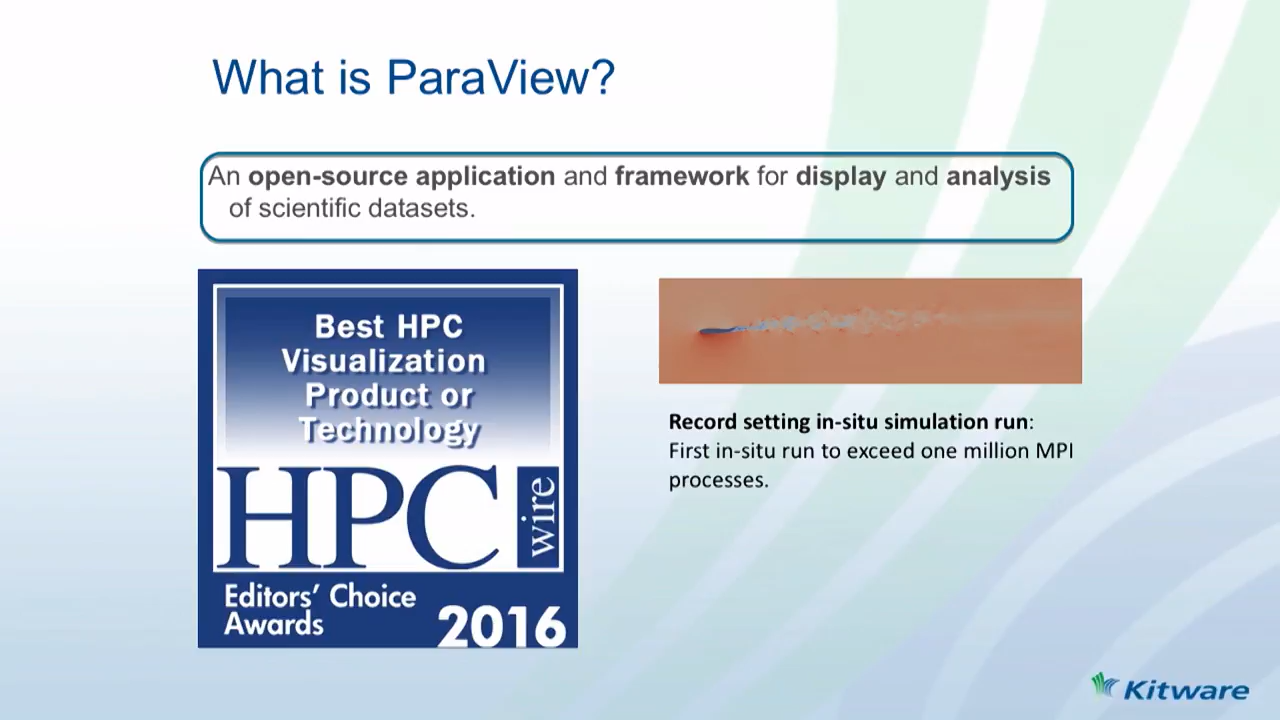 What is ParaView?
An open-source application and framework for display and analysis
of scientific datasets.
Best HPC
Visualization
Product or
Technology
HPC
wire
Editors' Choice
Awards
2016
Record setting in-situ simulation run:
First in-situ run to exceed one million MPI
processes.
Kitware